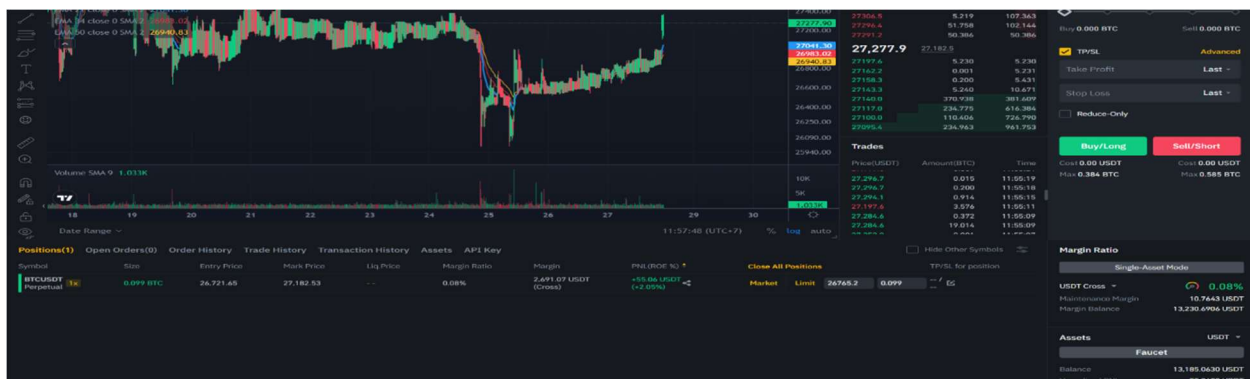 EMA 14 close 0 SMA 2 26983.02
EMA 50 close 0 SMA 2 26940.83
27400.00
27277.90
27200.00
27041.30
26983.02
26940.83
26800.00
26600.00
26400.00
26250.00
26090.00
25940.00
Volume SMA 9 1.033K
10K
5K
1.033K
18 19 20 21 22 23 24 25 26 27 28 29 30
Date Range
11:57:48 (UTC+7) % log auto
27306.5 5.219 107.363
27296.4 51.758 102.144
27291.2 50.386 50.386
27,277.9 27,182.5
27197.6 5.230 5.230
27162.2 0.001 5.231
27158.3 0.200 5.431
27143.3 5.240 10.671
27140.0 370.938 381.609
27117.0 234.775 616.384
27100.0 110.406 726.790
27095.4 234.963 961.753
Trades
Price(USDT) Amount(BTC) Time
27,296.7 0.015 11:55:19
27,296.7 0.200 11:55:18
27,294.1 0.914 11:55:15
27,197.6 3.576 11:55:11
27,284.6 0.372 11:55:09
27,284.6 19.014 11:55:09
Buy 0.000 BTC Sell 0.000 BTC
TP/SL Advanced
Take Profit Last
Stop Loss Last
Reduce-Only
Buy/Long Sell/Short
Cost 0.00 USDT Cost 0.00 USDT
Max 0.384 BTC Max 0.585 BTC
Positions(1) Open Orders(0) Order History Trade History Transaction History Assets API Key
Hide Other Symbols
Symbol Size Entry Price Mark Price Liq.Price Margin Ratio Margin PNL(ROE %) Close All Positions TP/SL for position
BTCUSDT Perpetual 1x 0.099 BTC 26,721.65 27,182.53 -- 0.08% 2,691.07 USDT (Cross) +55.06 USDT (+2.05%) Market Limit 26765.2 0.099 -- / --
Margin Ratio
Single-Asset Mode
USDT Cross 0.08%
Maintenance Margin 10.7643 USDT
Margin Balance 13,230.6906 USDT
Assets USDT
Faucet
Balance 13,185.0630 USDT